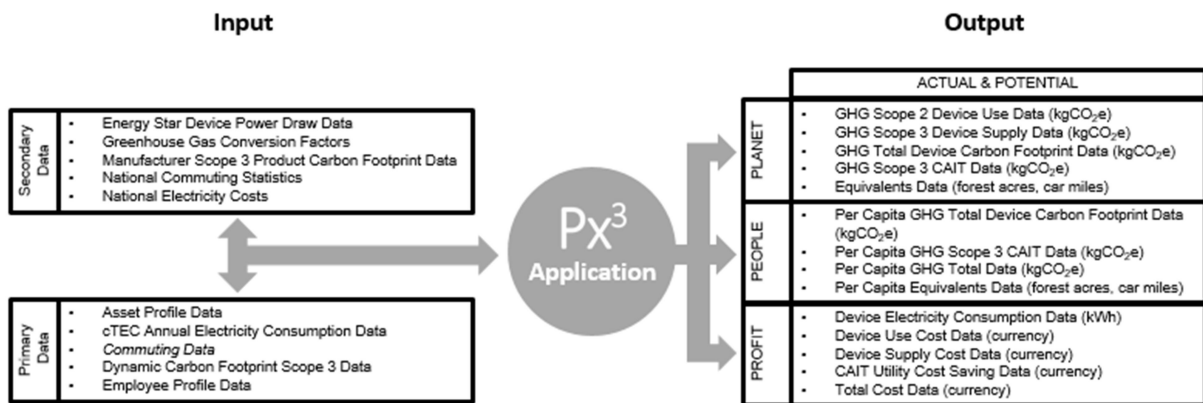 Input
Output
Secondary
Data
• Energy Star Device Power Draw Data
• Greenhouse Gas Conversion Factors
• Manufacturer Scope 3 Product Carbon Footprint Data
• National Commuting Statistics
• National Electricity Costs
Primary
Data
• Asset Profile Data
• cTEC Annual Electricity Consumption Data
• Commuting Data
• Dynamic Carbon Footprint Scope 3 Data
• Employee Profile Data
Px³
Application
ACTUAL & POTENTIAL
PLANET
• GHG Scope 2 Device Use Data (kgCO₂e)
• GHG Scope 3 Device Supply Data (kgCO₂e)
• GHG Total Device Carbon Footprint Data (kgCO₂e)
• GHG Scope 3 CAIT Data (kgCO₂e)
• Equivalents Data (forest acres, car miles)
PEOPLE
• Per Capita GHG Total Device Carbon Footprint Data
(kgCO₂e)
• Per Capita GHG Scope 3 CAIT Data (kgCO₂e)
• Per Capita GHG Total Data (kgCO₂e)
• Per Capita Equivalents Data (forest acres, car miles)
PROFIT
• Device Electricity Consumption Data (kWh)
• Device Use Cost Data (currency)
• Device Supply Cost Data (currency)
• CAIT Utility Cost Saving Data (currency)
• Total Cost Data (currency)